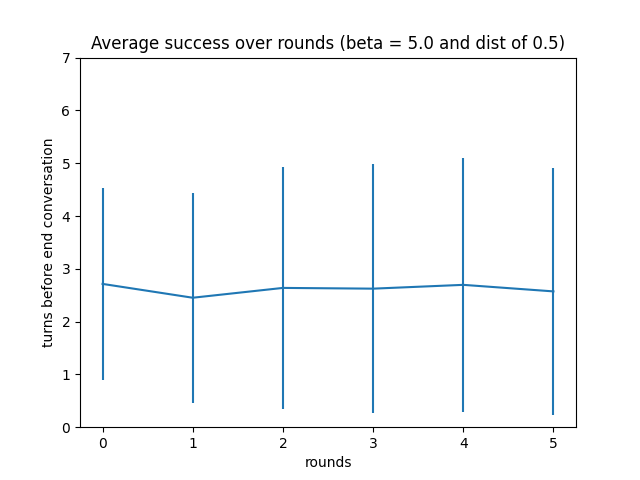 Average success over rounds (beta = 5.0 and dist of 0.5)
7
6
5
4
3
2
1
0
turns before end conversation
0 1 2 3 4 5
rounds